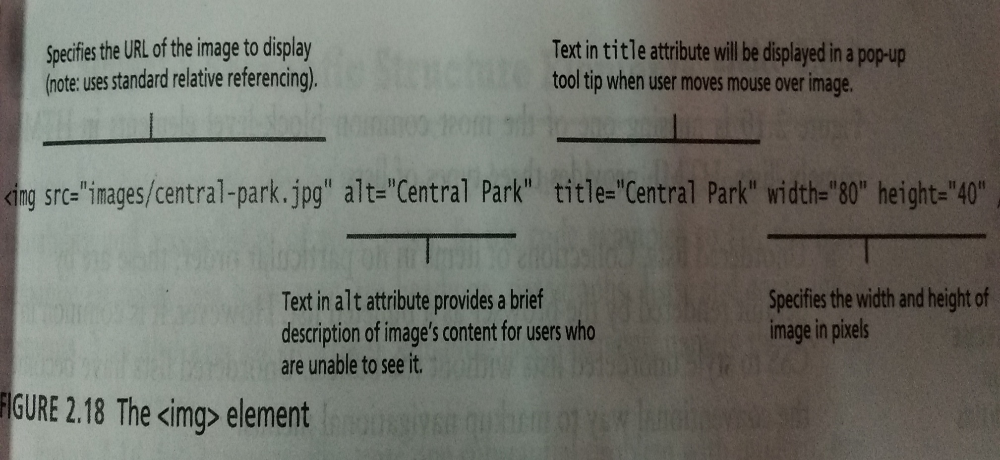 Specifies the URL of the image to display
(note: uses standard relative referencing).
Text in title attribute will be displayed in a pop-up
tool tip when user moves mouse over image.
<img src="images/central-park.jpg" alt="Central Park" title="Central Park" width="80" height="40"
Text in alt attribute provides a brief
description of image's content for users who
are unable to see it.
Specifies the width and height of
image in pixels
FIGURE 2.18 The <img> element